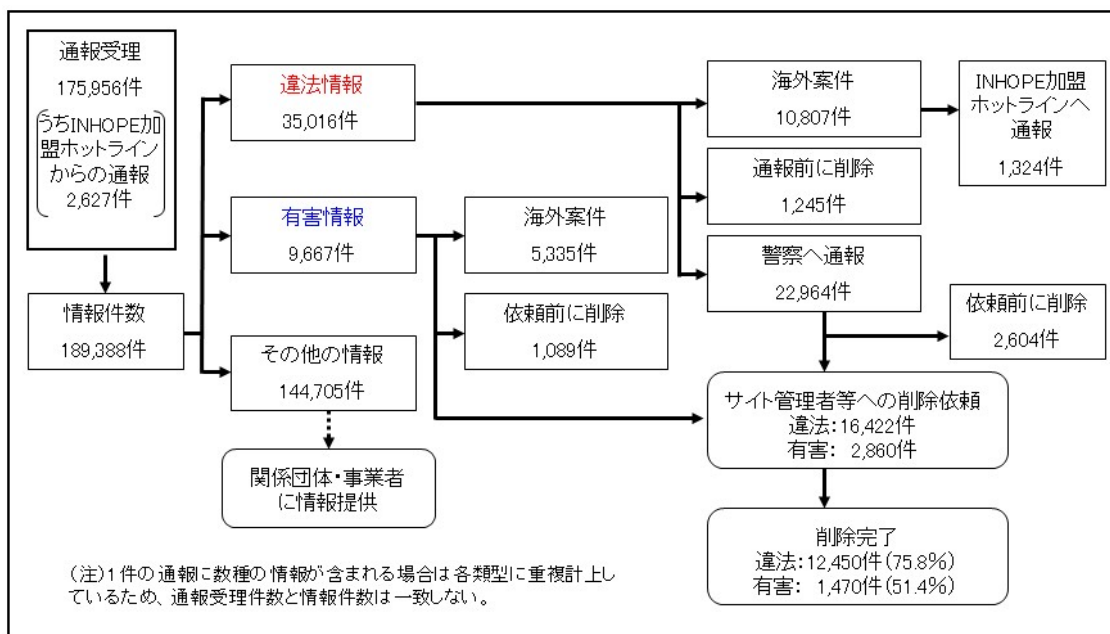 通報受理
175,956件
うちINHOPE加
盟ホットライン
からの通報
2,627件
情報件数
189,388件
違法情報
35,016件
有害情報
9,667件
その他の情報
144,705件
関係団体・事業者
に情報提供
海外案件
5,335件
依頼前に削除
1,089件
海外案件
10,807件
INHOPE加盟
ホットラインへ
通報
1,324件
通報前に削除
1,245件
警察へ通報
22,964件
依頼前に削除
2,604件
サイト管理者等への削除依頼
違法:16,422件
有害: 2,860件
削除完了
違法:12,450件(75.8%)
有害: 1,470件(51.4%)
(注)1件の通報に数種の情報が含まれる場合は各類型に重複計上し
ているため、通報受理件数と情報件数は一致しない。